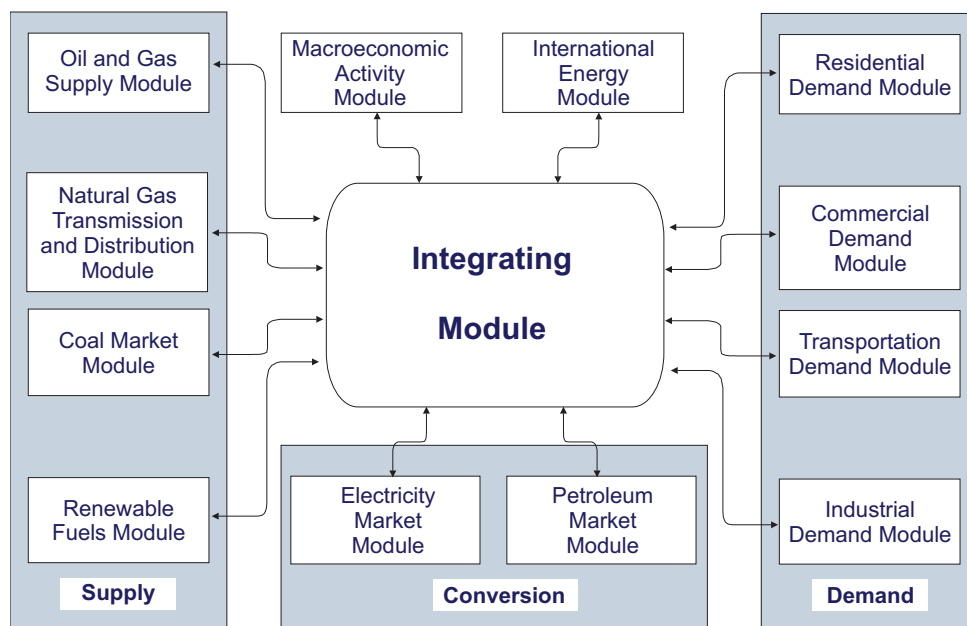 Oil and Gas
Supply Module
Macroeconomic
Activity
Module
International
Energy
Module
Residential
Demand Module
Natural Gas
Transmission
and Distribution
Module
Commercial
Demand
Module
Integrating
Module
Coal Market
Module
Transportation
Demand Module
Renewable
Fuels Module
Electricity
Market
Module
Petroleum
Market
Module
Industrial
Demand Module
Supply
Conversion
Demand